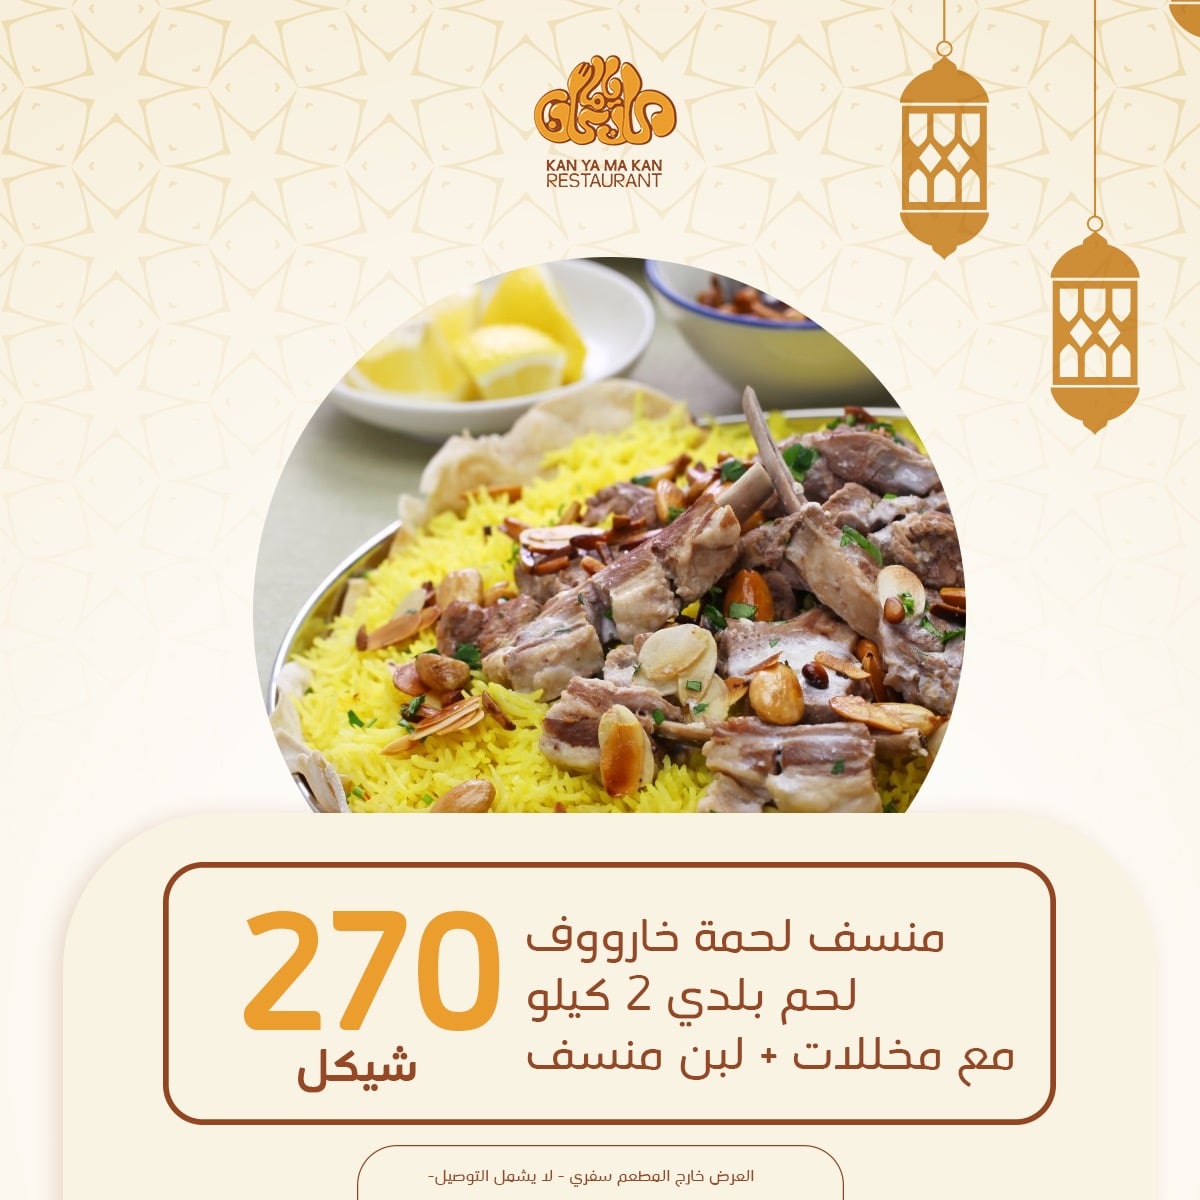 كان يا ما كان
KAN YA MA KAN
RESTAURANT
منسف لحمة خارووف
لحم بلدي 2 كيلو
مع مخللات + لبن منسف
270
شيكل
العرض خارج المطعم سفري - لا يشمل التوصيل-